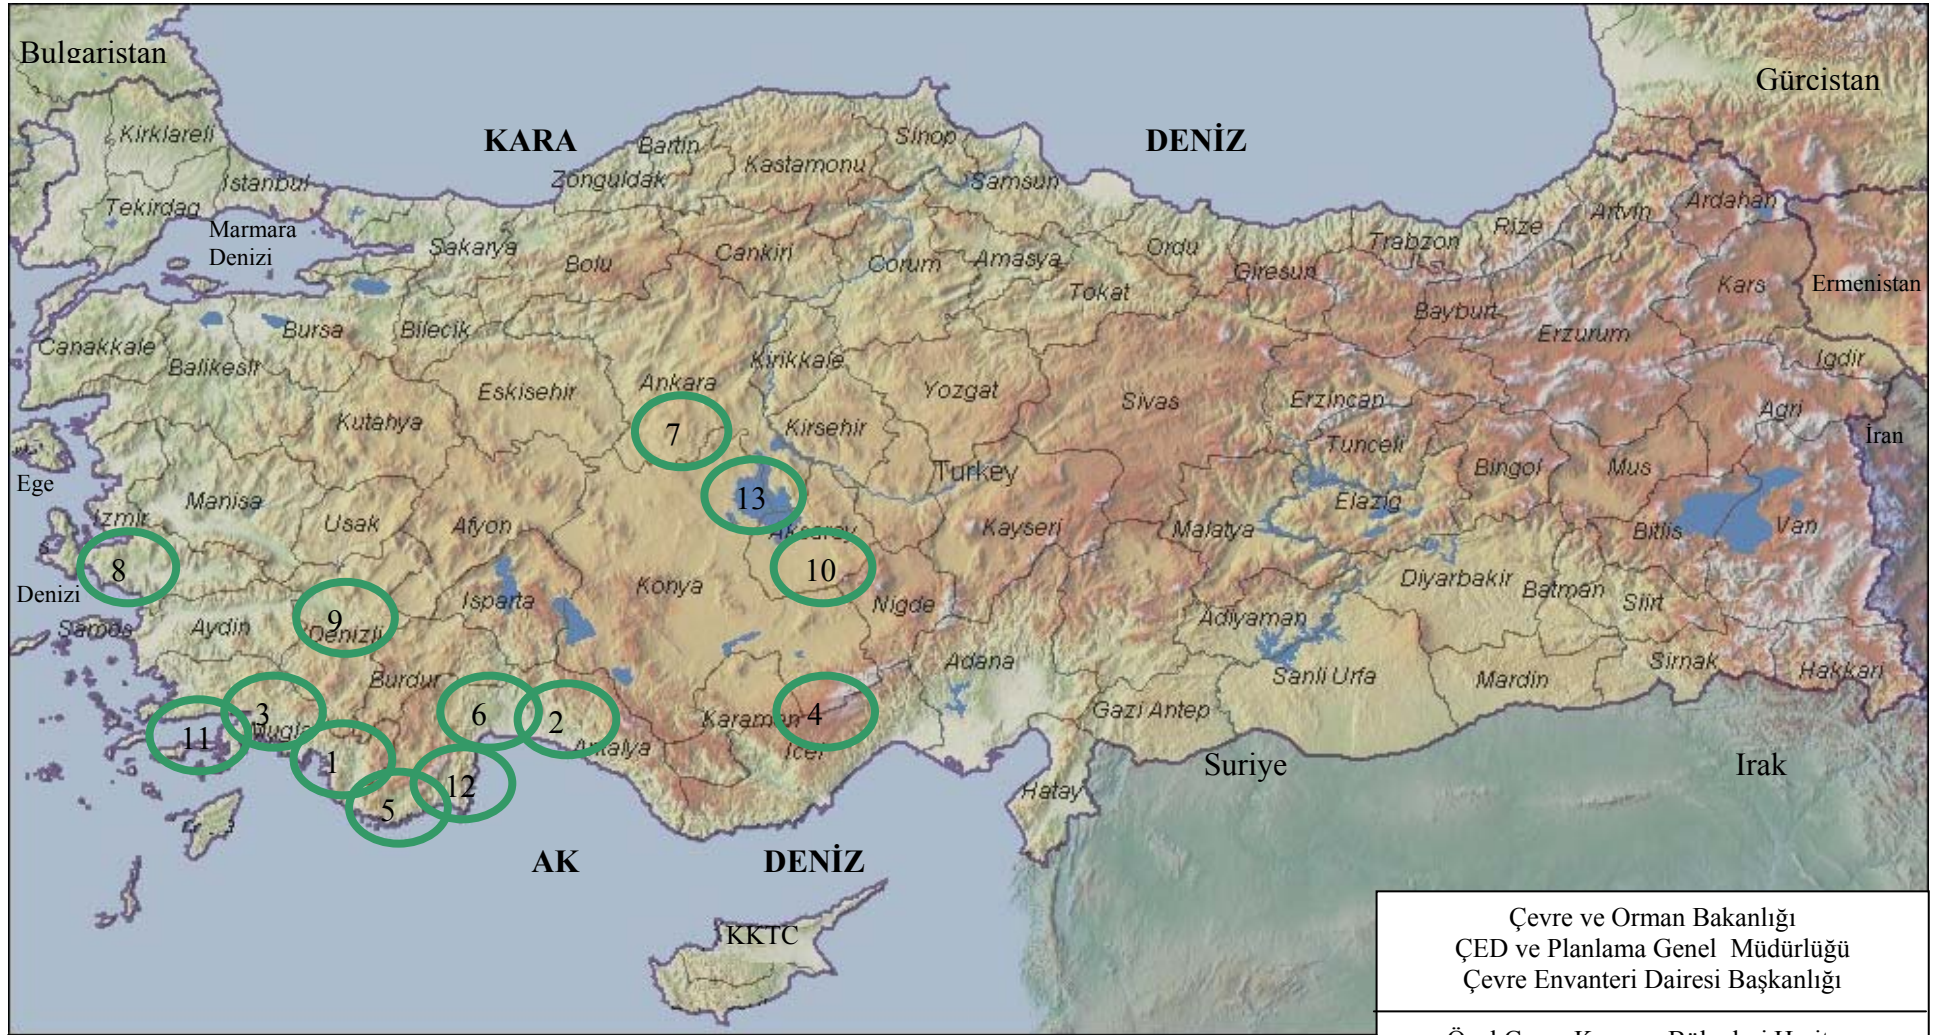 Bulgaristan
Gürcistan
Kirklareli
KARA
DENİZ
Bartin
Sinop
Kastamonu
Zonguldak
Istanbul
Samsun
Tekirdag
Ardahan
Artvin
Rize
Marmara
Denizi
Sakarya
Bolu
Cankiri
Corum
Amasya
Ordu
Trabzon
Giresun
Kars
Ermenistan
Tokat
Bayburt
Erzurum
Canakkale
Balikesir
Bursa
Bilecik
Kirikkale
Igdir
Eskisehir
Ankara
Yozgat
Sivas
Erzincan
Agri
Kutahya
7
Kirsehir
Tunceli
İran
Ege
Turkey
Bingol
Mus
Manisa
13
Elazig
Izmir
Usak
Afyon
Aksaray
Kayseri
Malatya
Bitlis
Van
8
10
Konya
Diyarbakir
Batman
Siirt
Denizi
Isparta
Nigde
Adiyaman
Samos
Aydin
9
Denizli
Adana
Sanli Urfa
Mardin
Sirnak
Hakkari
Burdur
3
6
2
4
Gazi Antep
Karaman
11
Mugla
Antalya
Icel
1
Suriye
Irak
12
5
Hatay
AK
DENİZ
KKTC
Çevre ve Orman Bakanlığı
ÇED ve Planlama Genel Müdürlüğü
Çevre Envanteri Dairesi Başkanlığı